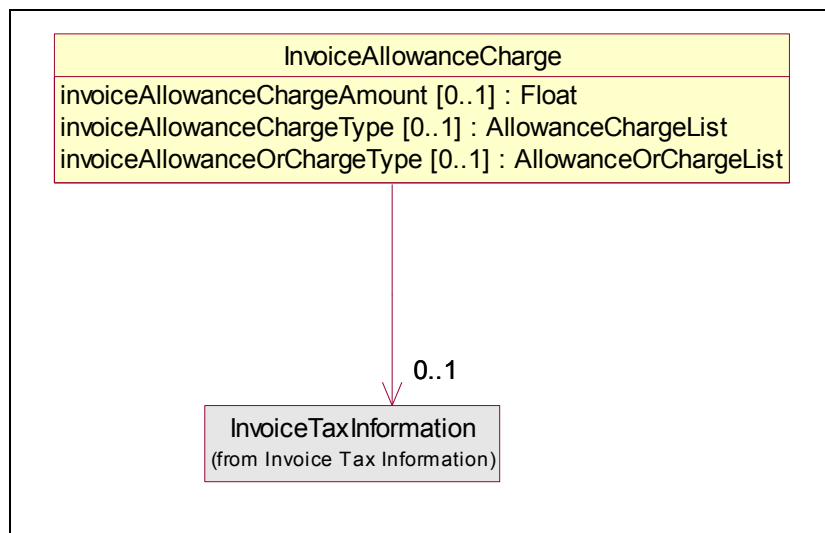 InvoiceAllowanceCharge
invoiceAllowanceChargeAmount [0..1] : Float
invoiceAllowanceChargeType [0..1] : AllowanceChargeList
invoiceAllowanceOrChargeType [0..1] : AllowanceOrChargeList
0..1
InvoiceTaxInformation
(from Invoice Tax Information)